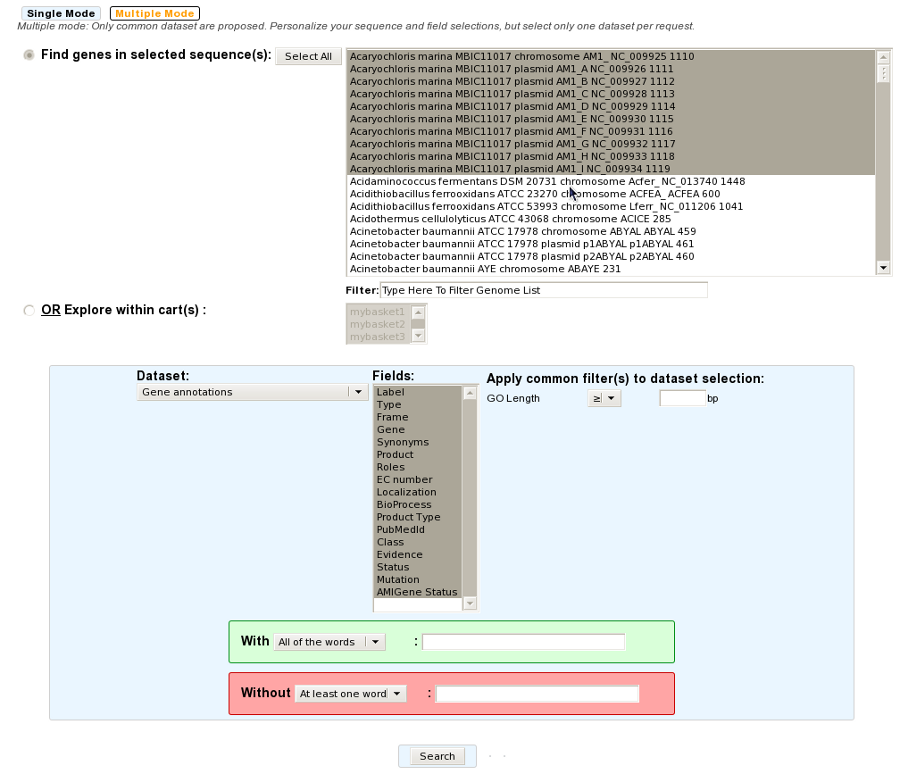 Single Mode Multiple Mode
Multiple mode: Only common dataset are proposed. Personalize your sequence and field selections, but select only one dataset per request.
Find genes in selected sequence(s): Select All
Acaryochloris marina MBIC11017 chromosome AM1_ NC_009925 1110
Acaryochloris marina MBIC11017 plasmid AM1_A NC_009926 1111
Acaryochloris marina MBIC11017 plasmid AM1_B NC_009927 1112
Acaryochloris marina MBIC11017 plasmid AM1_C NC_009928 1113
Acaryochloris marina MBIC11017 plasmid AM1_D NC_009929 1114
Acaryochloris marina MBIC11017 plasmid AM1_E NC_009930 1115
Acaryochloris marina MBIC11017 plasmid AM1_F NC_009931 1116
Acaryochloris marina MBIC11017 plasmid AM1_G NC_009932 1117
Acaryochloris marina MBIC11017 plasmid AM1_H NC_009933 1118
Acaryochloris marina MBIC11017 plasmid AM1_I NC_009934 1119
Acidaminococcus fermentans DSM 20731 chromosome Acfer_ NC_013740 1448
Acidithiobacillus ferrooxidans ATCC 23270 chromosome ACFEA_ ACFEA 600
Acidithiobacillus ferrooxidans ATCC 53993 chromosome Lferr_ NC_011206 1041
Acidothermus cellulolyticus ATCC 43068 chromosome ACICE 285
Acinetobacter baumannii ATCC 17978 chromosome ABYAL ABYAL 459
Acinetobacter baumannii ATCC 17978 plasmid p1ABYAL p1ABYAL 461
Acinetobacter baumannii ATCC 17978 plasmid p2ABYAL p2ABYAL 460
Acinetobacter baumannii AYE chromosome ABAYE 231
Filter: Type Here To Filter Genome List
OR Explore within cart(s) :
mybasket1
mybasket2
mybasket3
Dataset:
Gene annotations
Fields:
Label
Type
Frame
Gene
Synonyms
Product
Roles
EC number
Localization
BioProcess
Product Type
PubMedId
Class
Evidence
Status
Mutation
AMIGene Status
Apply common filter(s) to dataset selection:
GO Length ≥ bp
With All of the words :
Without At least one word :
Search